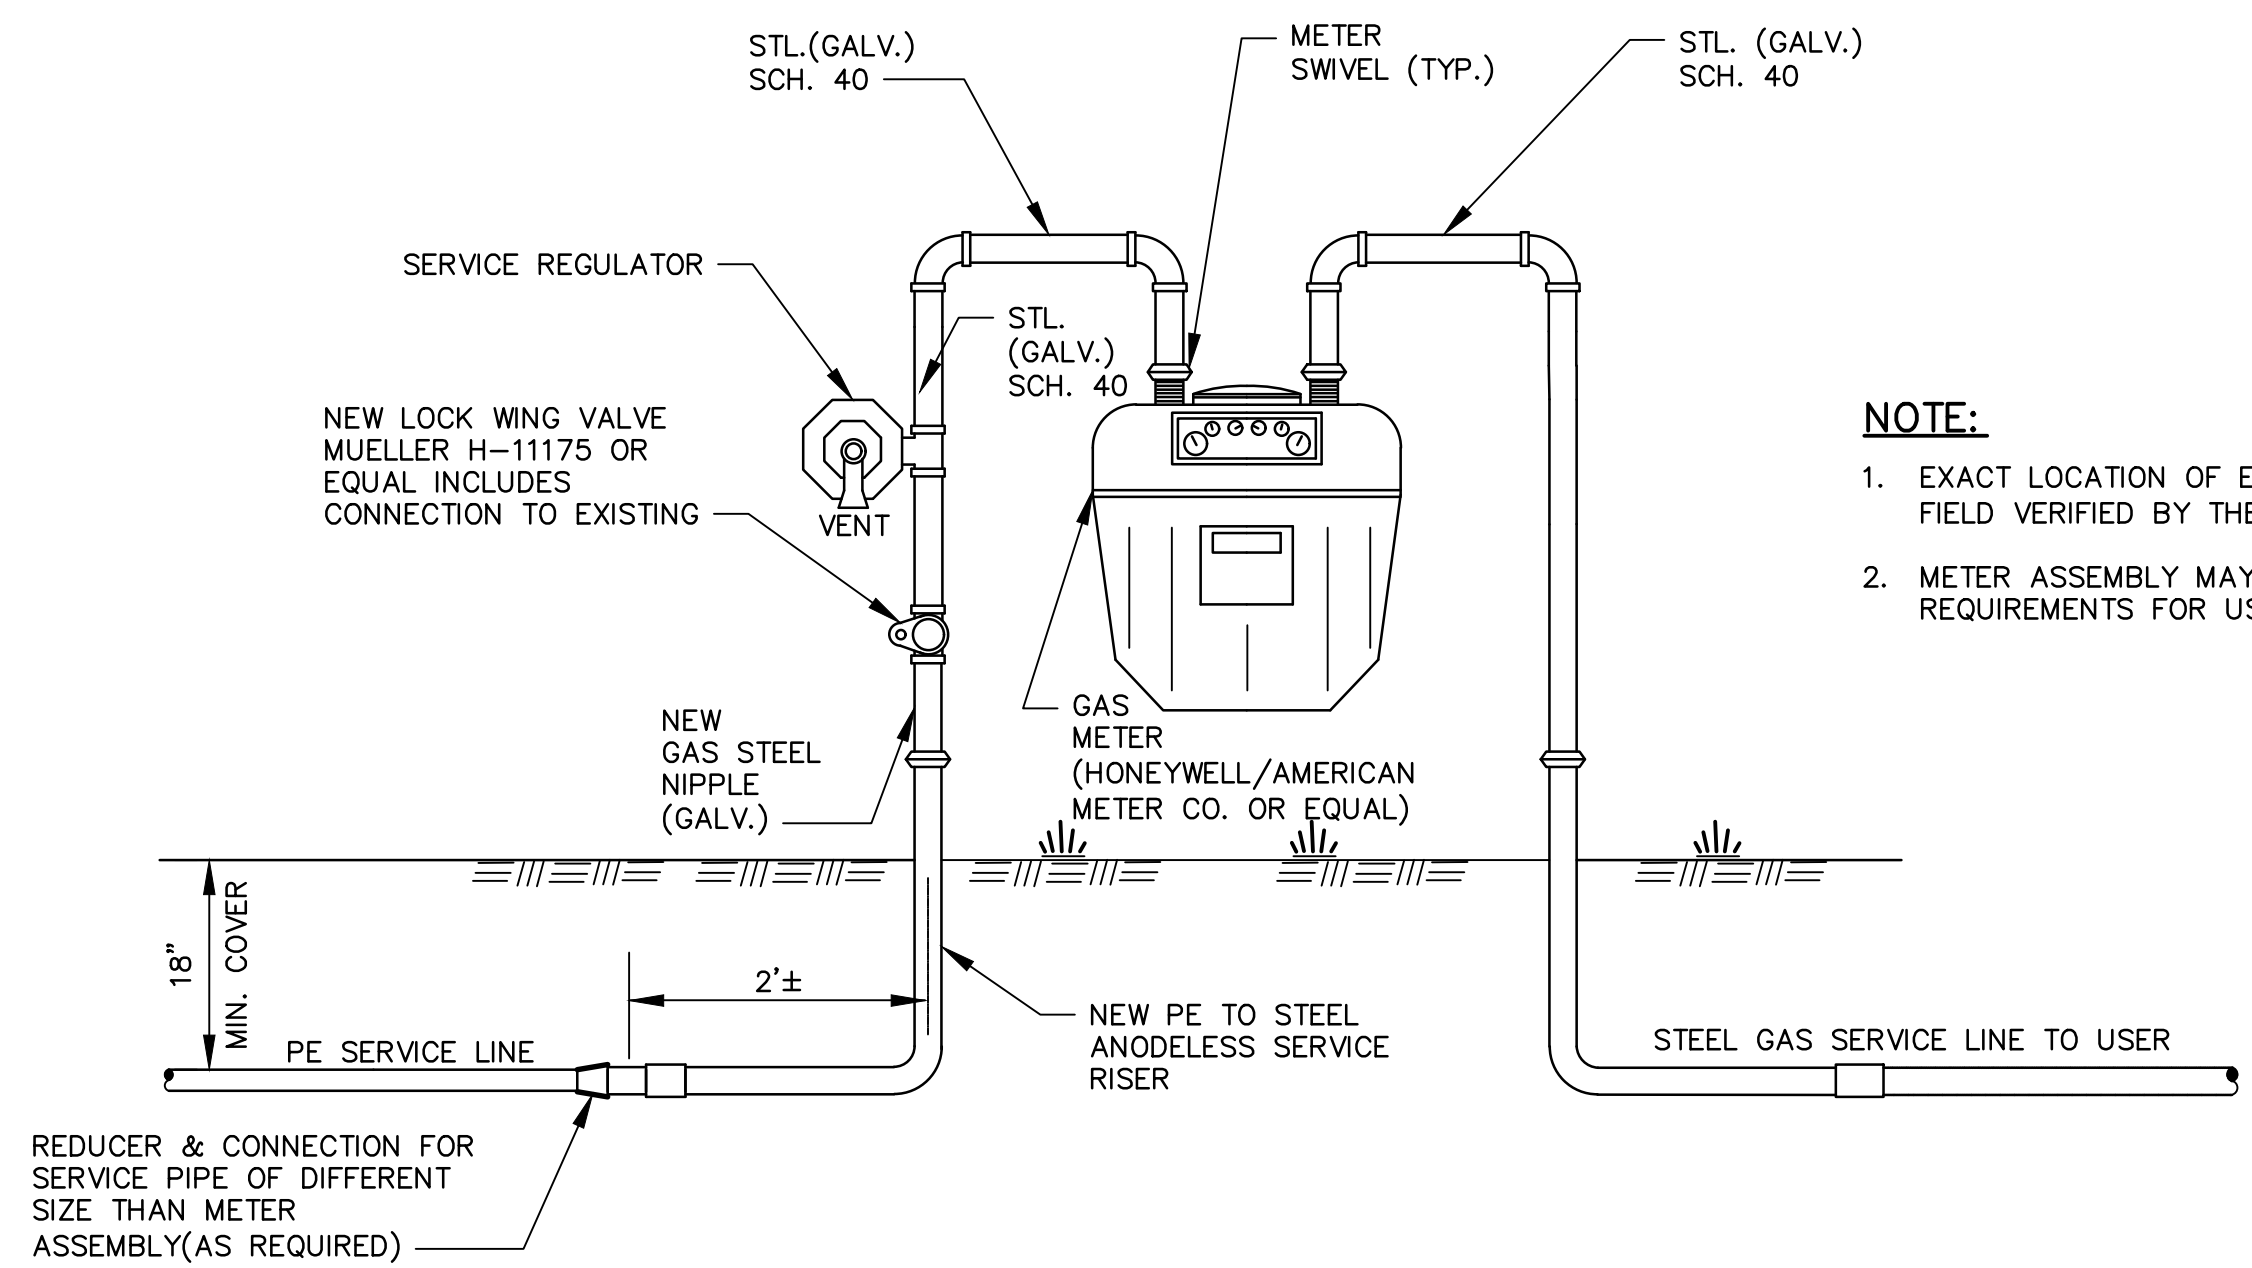 STL.(GALV.)
SCH. 40
METER
SWIVEL (TYP.)
STL. (GALV.)
SCH. 40
SERVICE REGULATOR
STL.
(GALV.)
SCH. 40
NEW LOCK WING VALVE
MUELLER H-11175 OR
EQUAL INCLUDES
CONNECTION TO EXISTING
VENT
NOTE:
1. EXACT LOCATION OF
FIELD VERIFIED BY THE
2. METER ASSEMBLY MAY
REQUIREMENTS FOR
NEW
GAS STEEL
NIPPLE
(GALV.)
GAS
METER
(HONEYWELL/AMERICAN
METER CO. OR EQUAL)
18"
MIN. COVER
2'±
NEW PE TO STEEL
ANODELESS SERVICE
RISER
PE SERVICE LINE
STEEL GAS SERVICE LINE TO USER
REDUCER & CONNECTION FOR
SERVICE PIPE OF DIFFERENT
SIZE THAN METER
ASSEMBLY(AS REQUIRED)